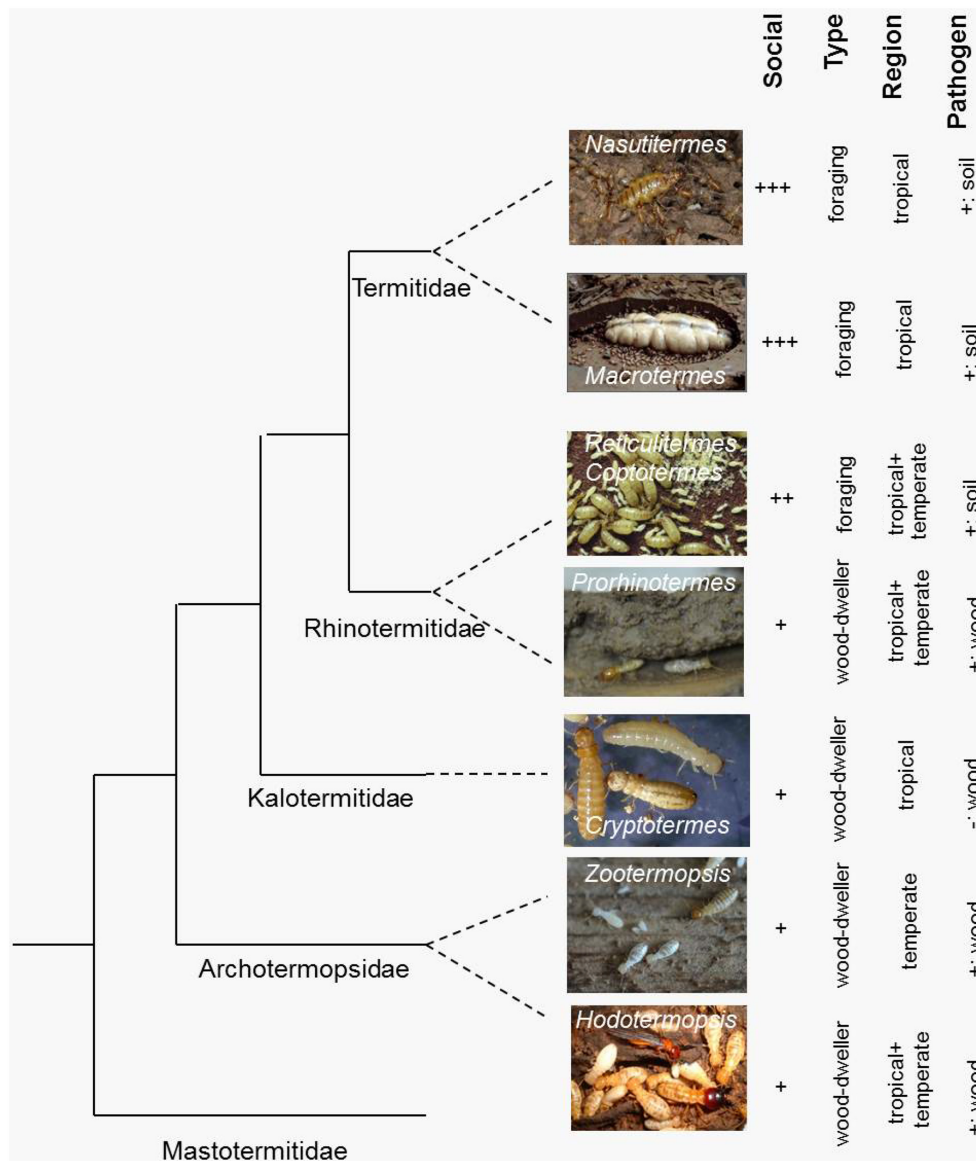 Social
Type
Region
Pathogen
Nasutitermes
+++
foraging
tropical
+: soil
Termitidae
Macrotermes
+++
foraging
tropical
+: soil
Reticulitermes
Coptotermes
++
foraging
tropical+
temperate
+: soil
Prorhinotermes
+
wood-dweller
tropical+
temperate
+: wood
Rhinotermitidae
Cryptotermes
+
wood-dweller
tropical
-: wood
Kalotermitidae
Zootermopsis
+
wood-dweller
temperate
+: wood
Archotermopsidae
Hodotermopsis
+
wood-dweller
tropical+
temperate
+: wood
Mastotermitidae